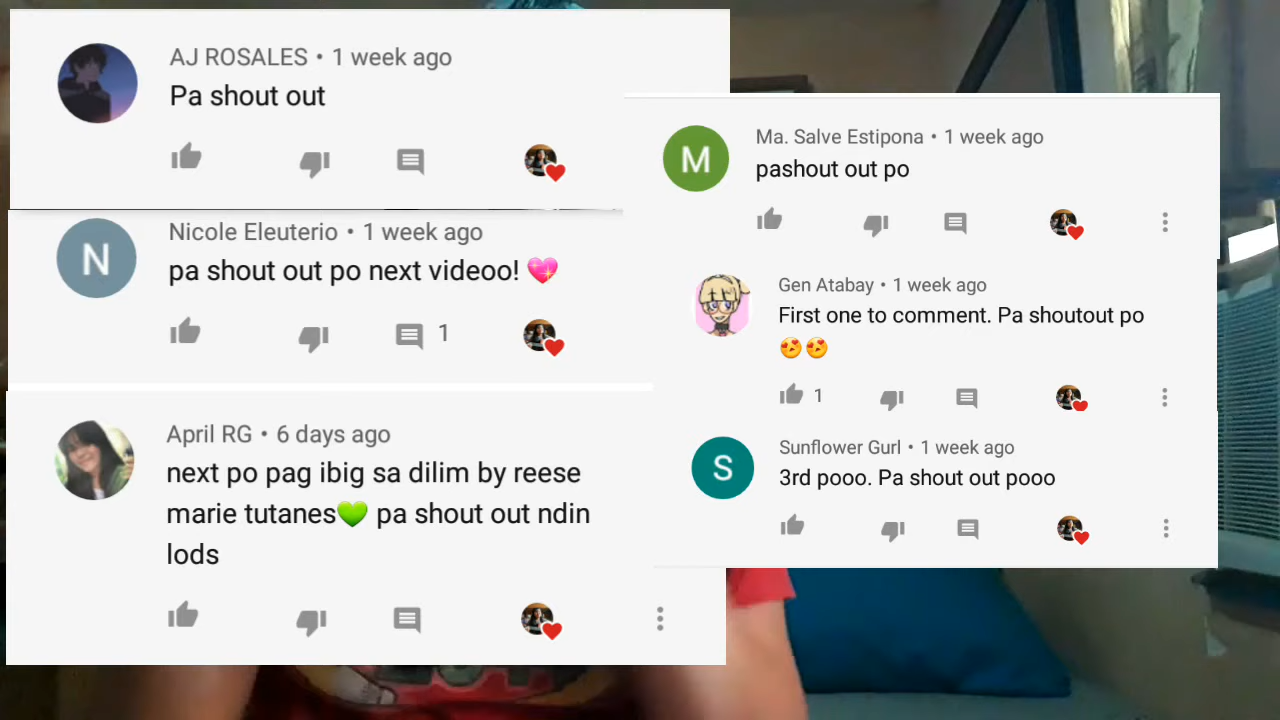 AJ ROSALES • 1 week ago
Pa shout out
N
Nicole Eleuterio • 1 week ago
pa shout out po next videoo! 💖
1
April RG • 6 days ago
next po pag ibig sa dilim by reese
marie tutanes💚 pa shout out ndin
lods
M
Ma. Salve Estipona • 1 week ago
pashout out po
Gen Atabay • 1 week ago
First one to comment. Pa shoutout po
😍😍
1
S
Sunflower Gurl • 1 week ago
3rd pooo. Pa shout out pooo